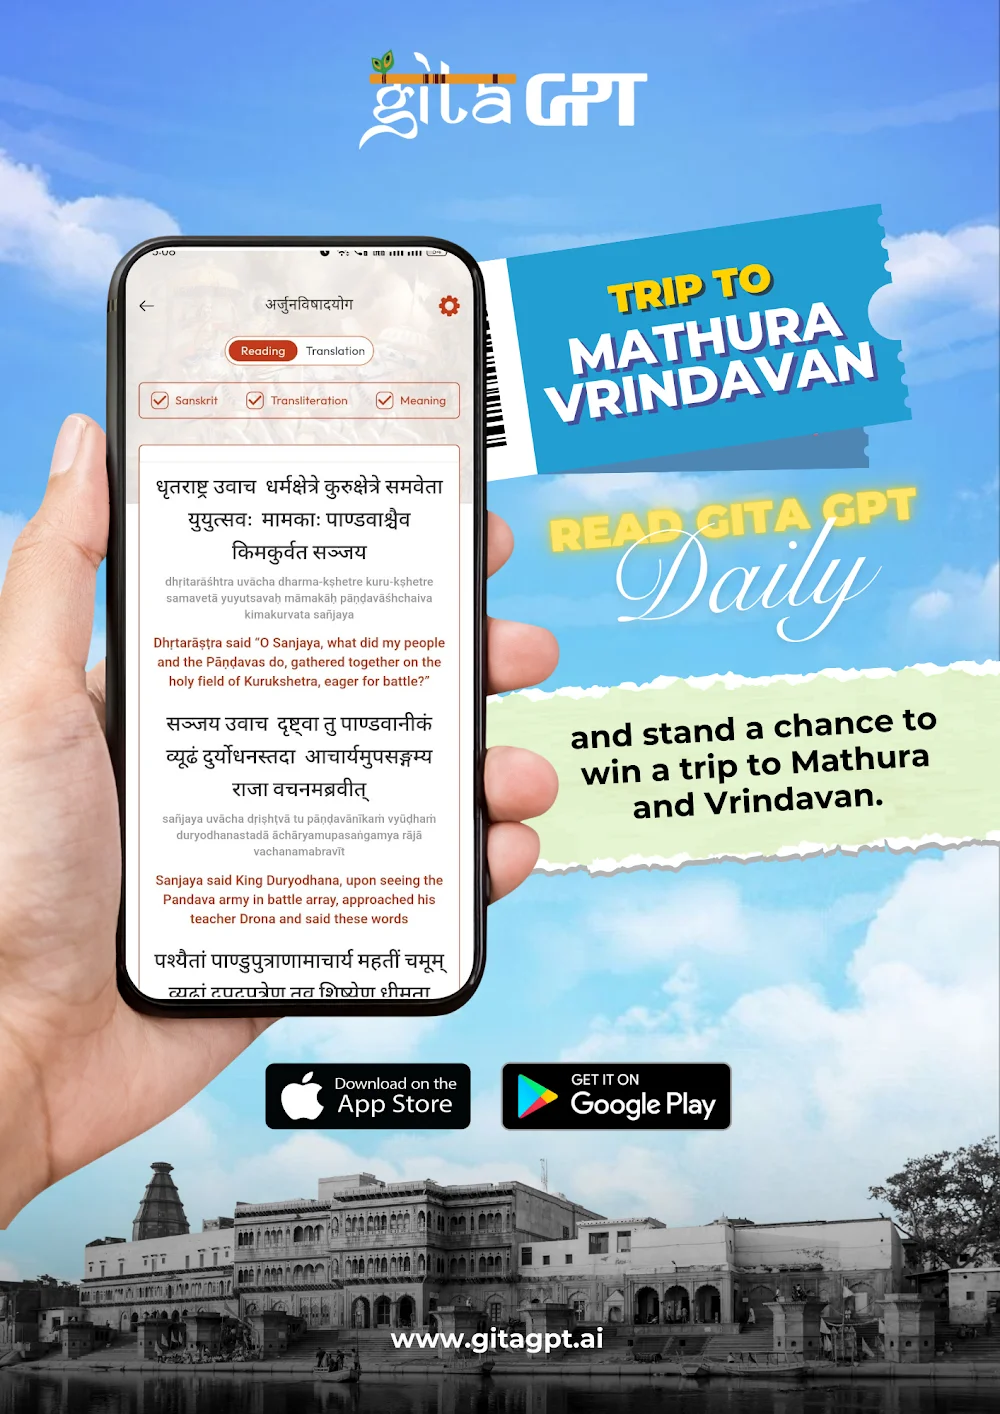 gita GPT
5:08
अर्जुनविषादयोग
Reading Translation
Sanskrit Transliteration Meaning
धृतराष्ट्र उवाच धर्मक्षेत्रे कुरुक्षेत्रे समवेता
युयुत्सवः मामकाः पाण्डवाश्चैव
किमकुर्वत सञ्जय
dhṛitarāśhtra uvācha dharma-kṣhetre kuru-kṣhetre
samavetā yuyutsavaḥ māmakāḥ pāṇḍavāśhchaiva
kimakurvata sañjaya
Dhṛtarāṣṭra said “O Sanjaya, what did my people
and the Pāṇḍavas do, gathered together on the
holy field of Kurukshetra, eager for battle?”
सञ्जय उवाच दृष्ट्वा तु पाण्डवानीकं
व्यूढं दुर्योधनस्तदा आचार्यमुपसङ्गम्य
राजा वचनमब्रवीत्
sañjaya uvācha dṛiṣhṭvā tu pāṇḍavānīkaṁ vyūḍhaṁ
duryodhanastadā āchāryamupasaṅgamya rājā
vachanamabravīt
Sanjaya said King Duryodhana, upon seeing the
Pandava army in battle array, approached his
teacher Drona and said these words
पश्यैतां पाण्डुपुत्राणामाचार्य महतीं चमूम्
व्यूढां द्रुपदपुत्रेण तव शिष्येण धीमता
TRIP TO
MATHURA
VRINDAVAN
READ GITA GPT
Daily
and stand a chance to
win a trip to Mathura
and Vrindavan.
Download on the
App Store
GET IT ON
Google Play
www.gitagpt.ai